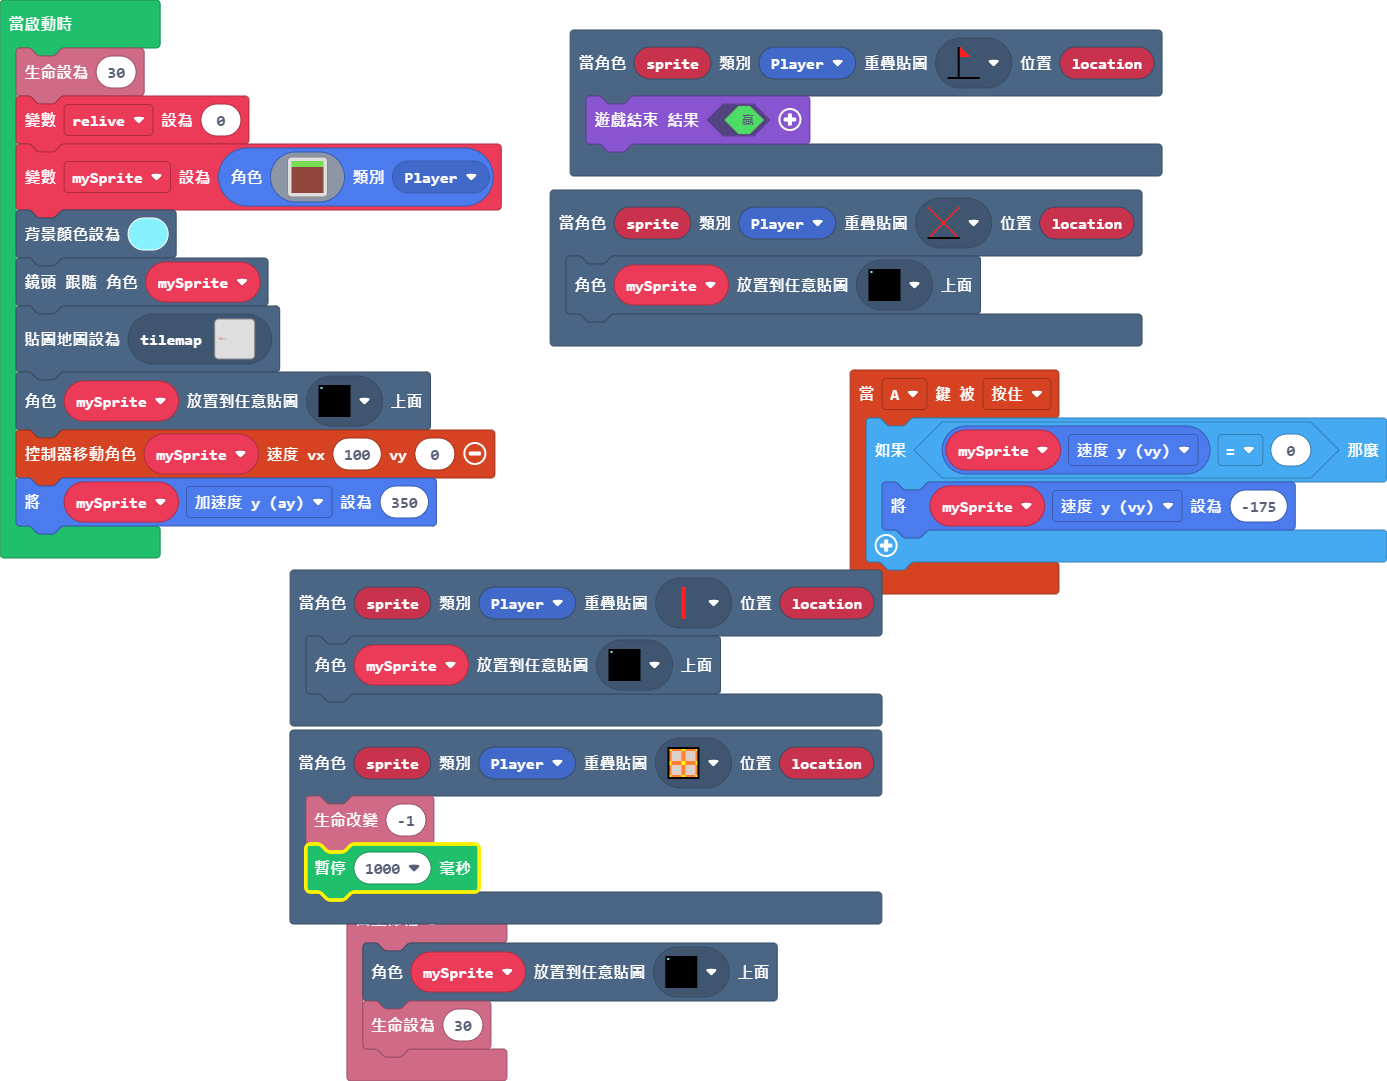 當啟動時
生命設為 30
變數 relive 設為 0
變數 mySprite 設為 角色 類別 Player
背景顏色設為
鏡頭 跟隨 角色 mySprite
貼圖地圖設為 tilemap
角色 mySprite 放置到任意貼圖 上面
控制器移動角色 mySprite 速度 vx 100 vy 0
將 mySprite 加速度 y (ay) 設為 350
當角色 sprite 類別 Player 重疊貼圖 位置 location
遊戲結束 結果 贏
當角色 sprite 類別 Player 重疊貼圖 位置 location
角色 mySprite 放置到任意貼圖 上面
當 A 鍵 被 按住
如果 mySprite 速度 y (vy) = 0 那麼
將 mySprite 速度 y (vy) 設為 -175
當角色 sprite 類別 Player 重疊貼圖 位置 location
角色 mySprite 放置到任意貼圖 上面
當角色 sprite 類別 Player 重疊貼圖 位置 location
生命改變 -1
暫停 1000 毫秒
角色 mySprite 放置到任意貼圖 上面
生命設為 30